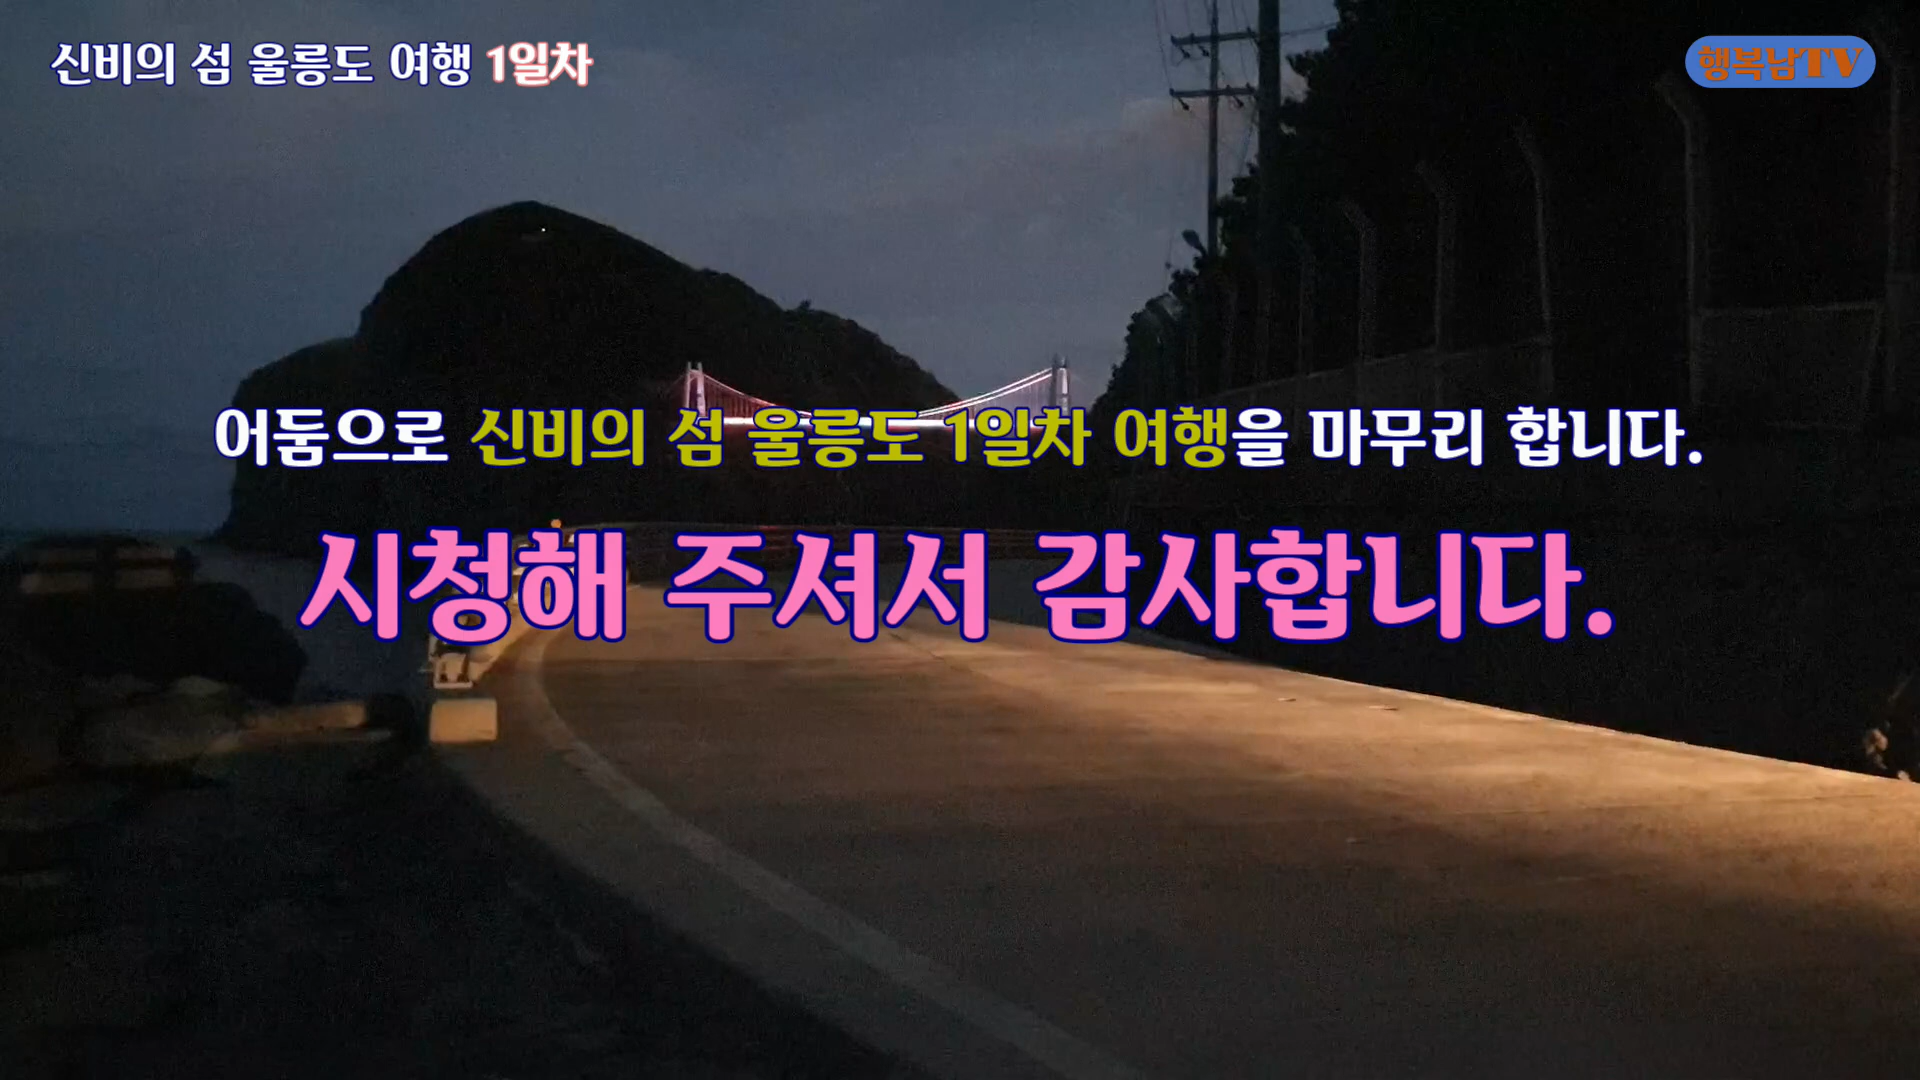 신비의 섬 울릉도 여행 1일차
행복남TV
어둠으로 신비의 섬 울릉도 1일차 여행을 마무리 합니다.
시청해 주셔서 감사합니다.